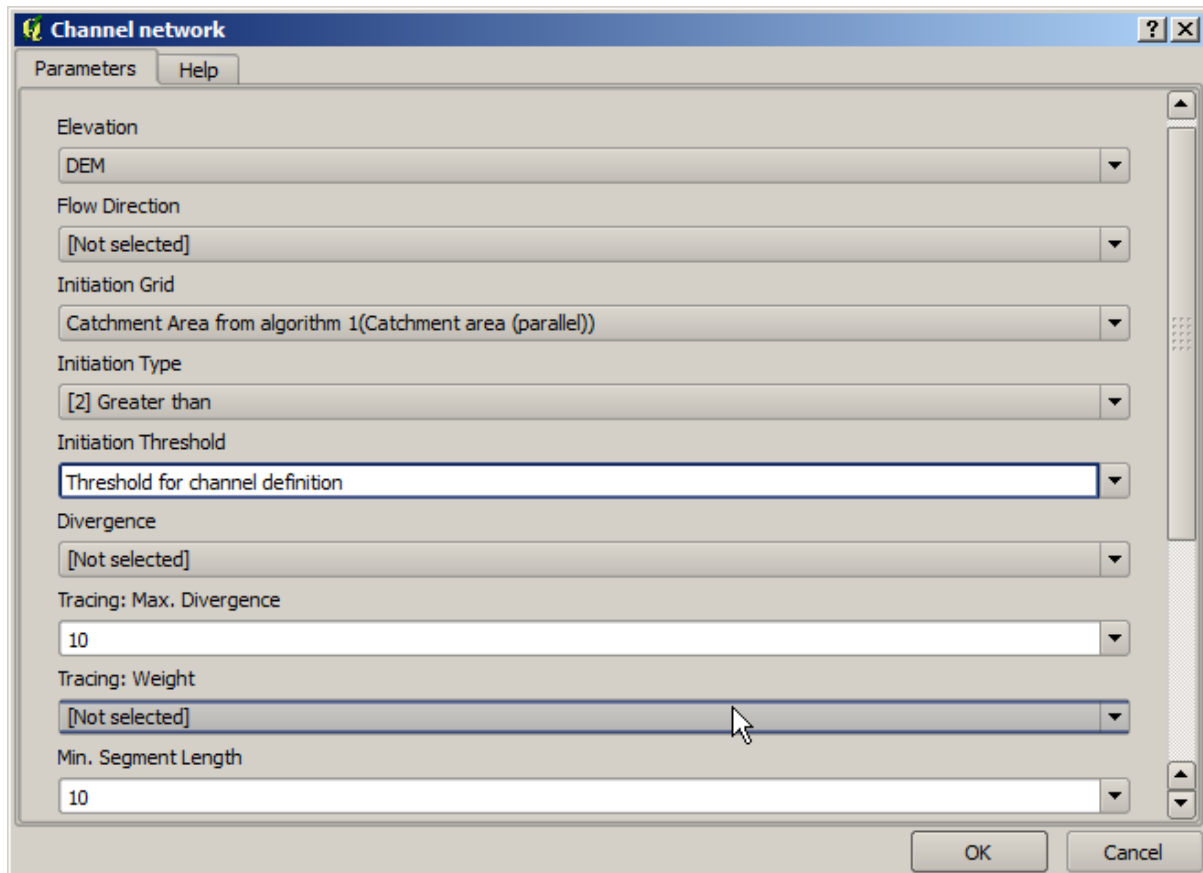 Channel network
Parameters Help
Elevation
DEM
Flow Direction
[Not selected]
Initiation Grid
Catchment Area from algorithm 1(Catchment area (parallel))
Initiation Type
[2] Greater than
Initiation Threshold
Threshold for channel definition
Divergence
[Not selected]
Tracing: Max. Divergence
10
Tracing: Weight
[Not selected]
Min. Segment Length
10
OK Cancel